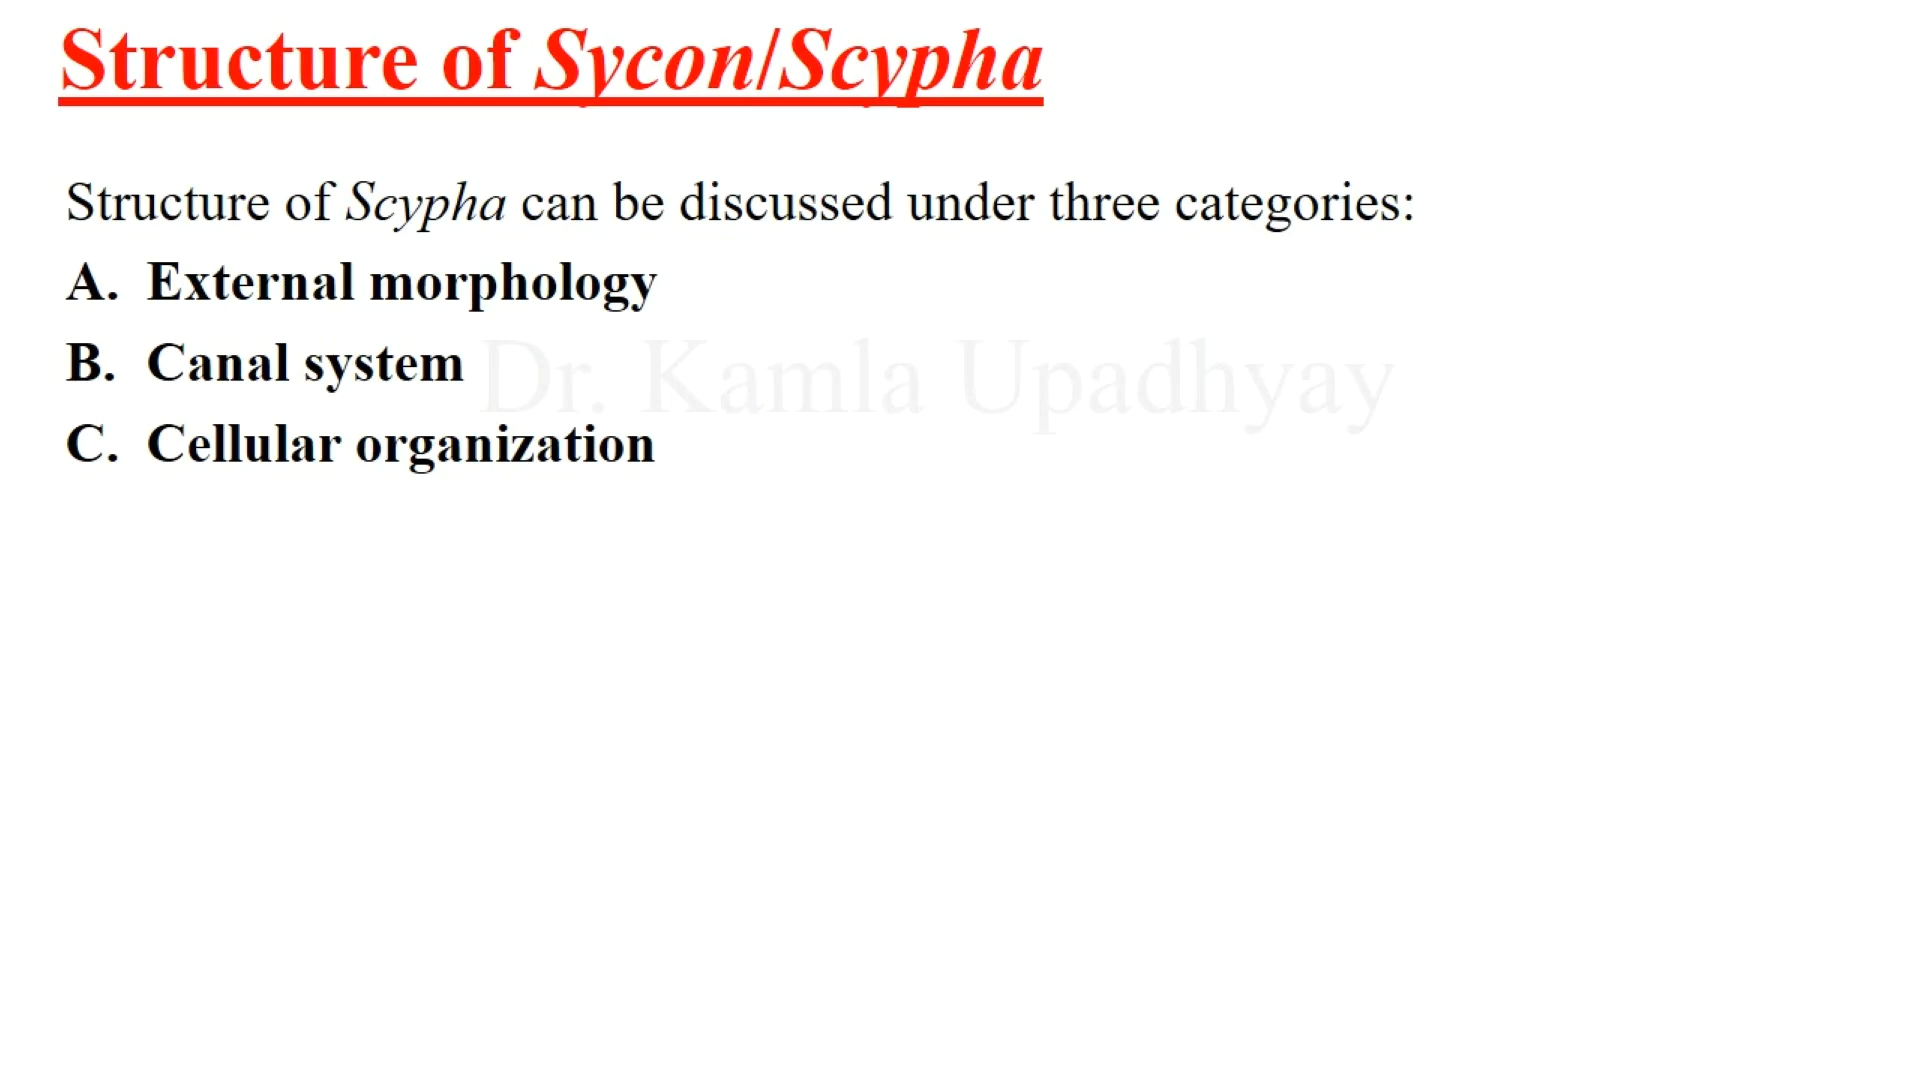 Structure of Sycon/Scypha
Structure of Scypha can be discussed under three categories:
A. External morphology
B. Canal system
Dr. Kamla Upadhyay
C. Cellular organization